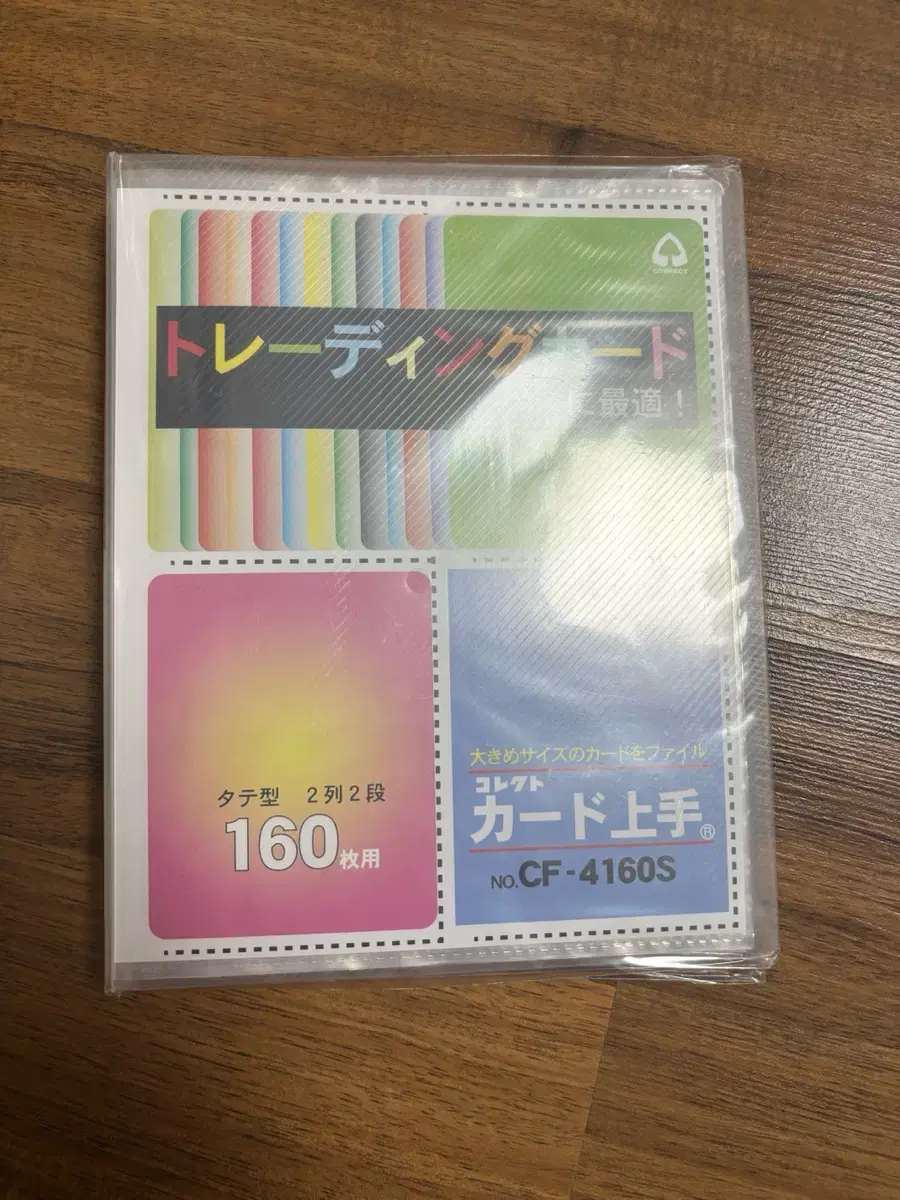 CORRECT
トレーディングカード
に最適！
タテ型 2列2段
160枚用
大きめサイズのカードをファイル
コレクト
カード上手®
NO.CF-4160S